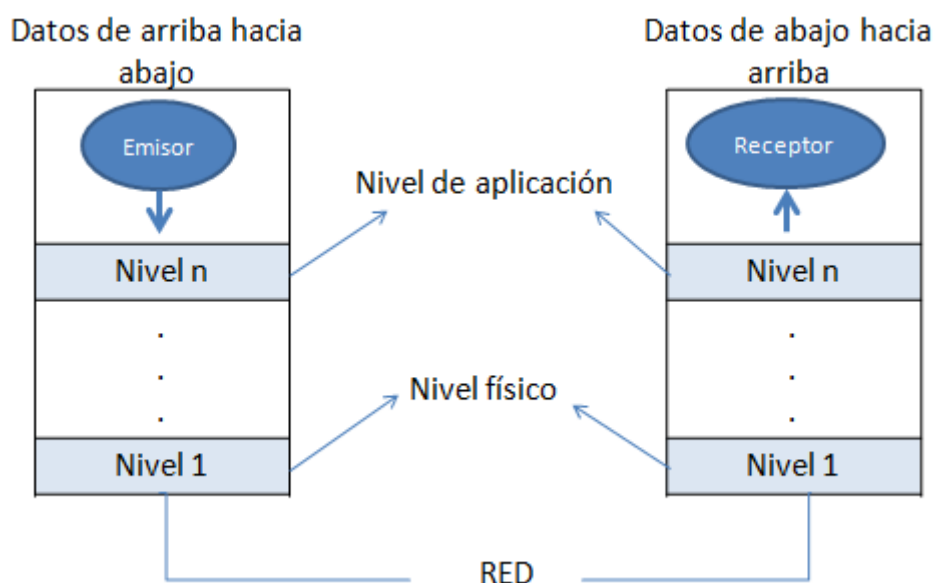 Datos de arriba hacia
abajo
Datos de abajo hacia
arriba
Emisor
Receptor
Nivel de aplicación
Nivel n
Nivel n
.
.
.
.
.
.
Nivel físico
Nivel 1
Nivel 1
RED